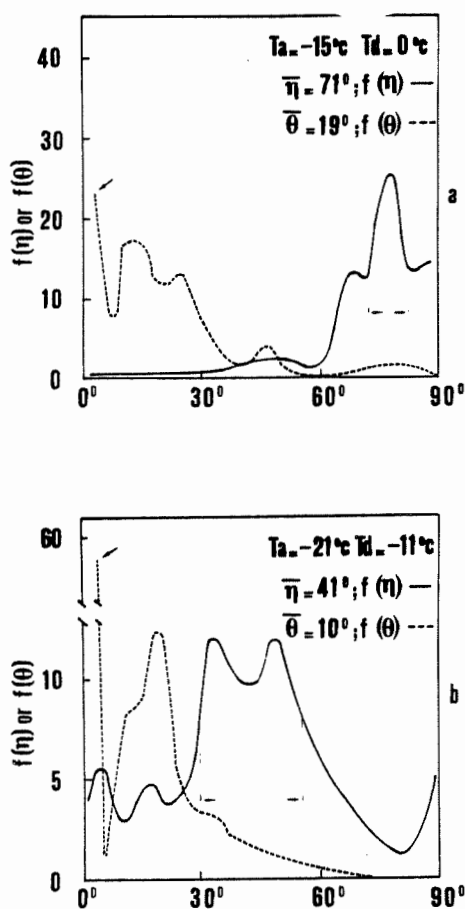 40
30
20
10
0
f(η) or f(θ)
Ta=-15°c Td=0°c
η̅=71°;f(η)
θ̅=19°;f(θ)
a
0° 30° 60° 90°
60
10
5
0
f(η) or f(θ)
Ta=-21°c Td=-11°c
η̅=41°;f(η)
θ̅=10°;f(θ)
b
0° 30° 60° 90°